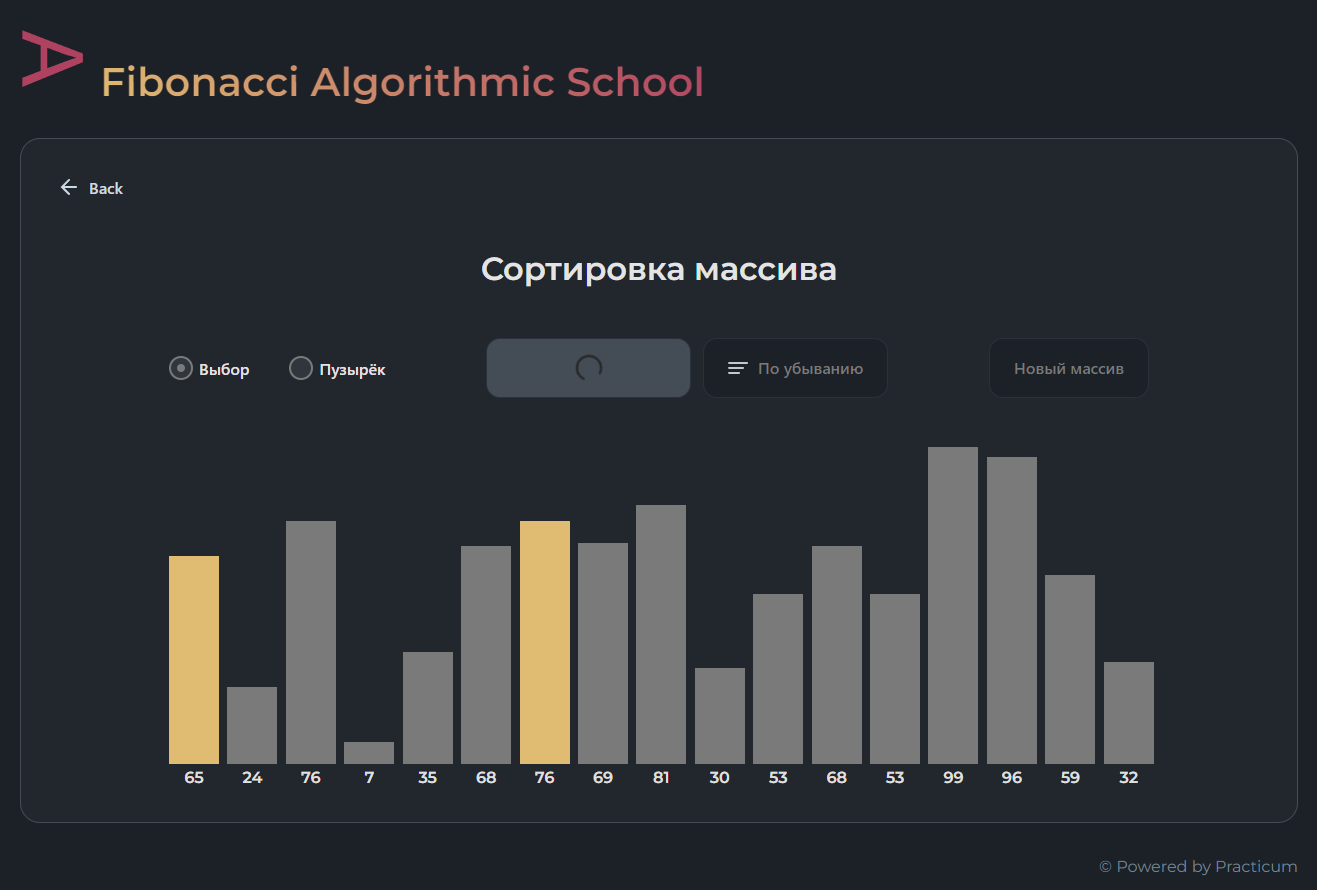 Fibonacci Algorithmic School
Back
Сортировка массива
Выбор Пузырёк По убыванию Новый массив
65 24 76 7 35 68 76 69 81 30 53 68 53 99 96 59 32
© Powered by Practicum